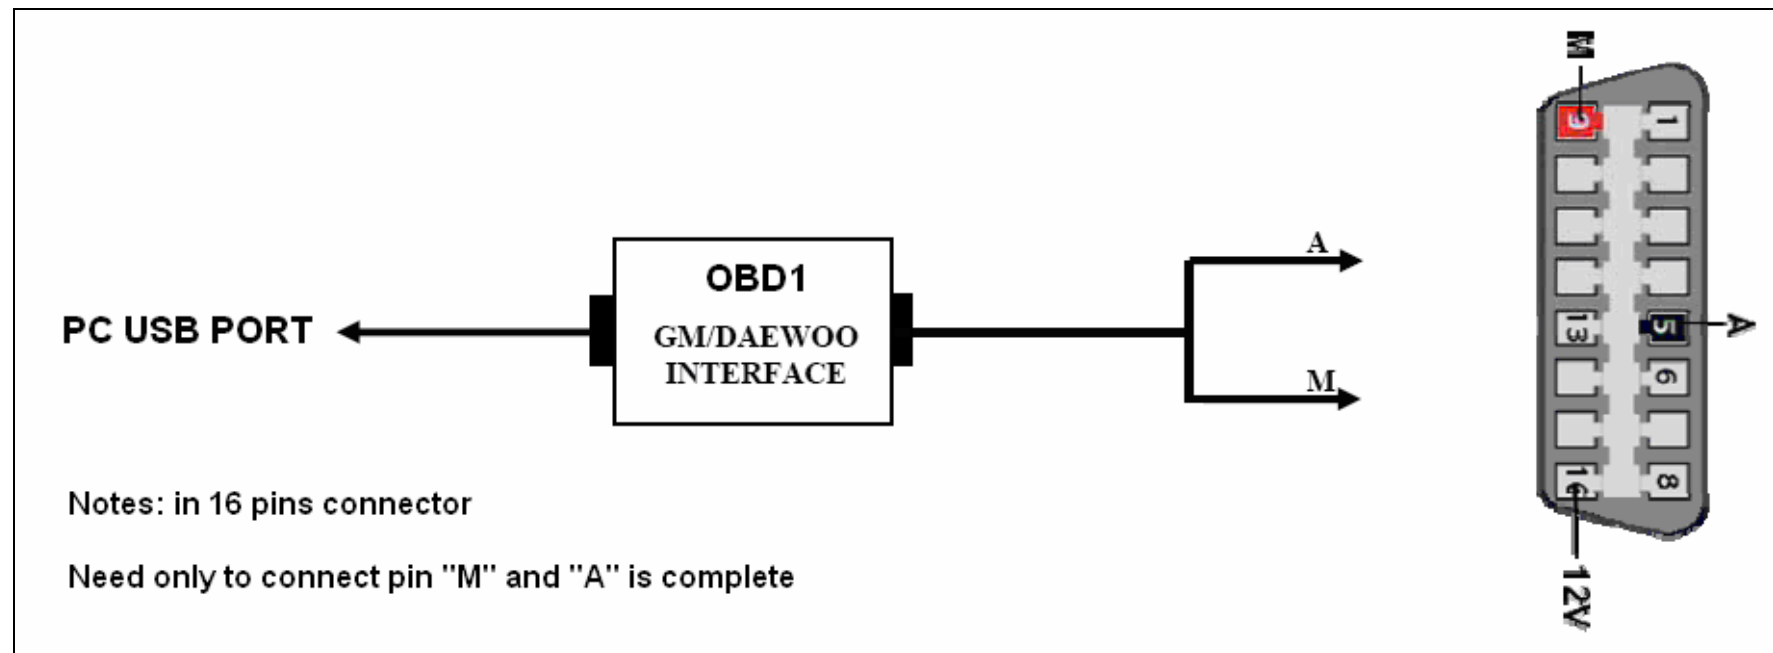 PC USB PORT
OBD1
GM/DAEWOO
INTERFACE
A
M
Notes: in 16 pins connector
Need only to connect pin "M" and "A" is complete
M
9
1
13
5
A
6
16
8
12V